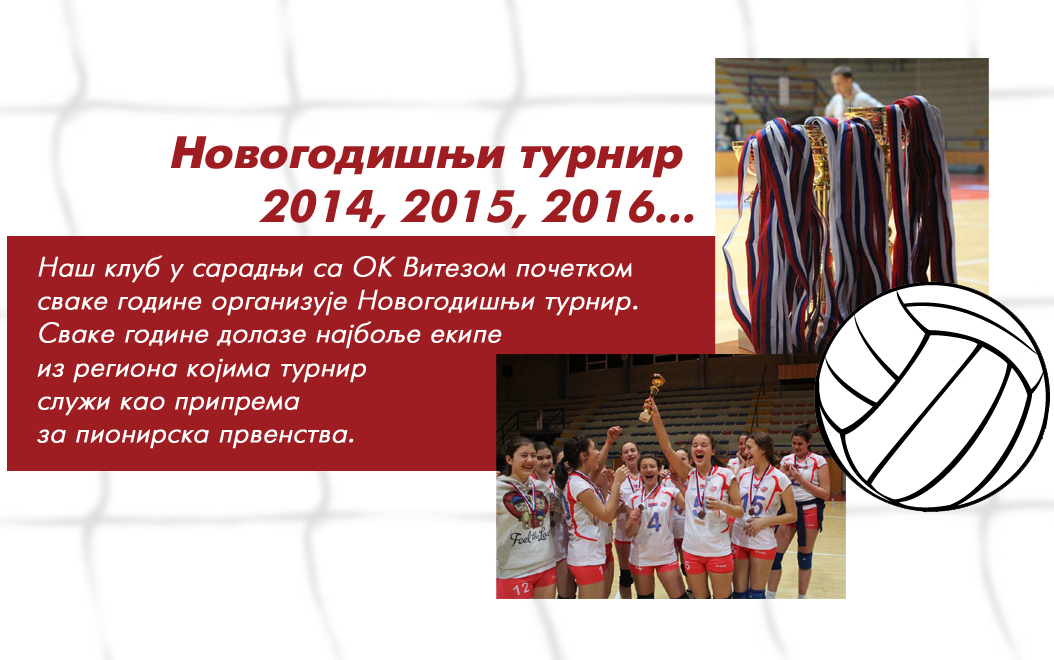 Новогодишњи турнир
2014, 2015, 2016...
Наш клуб у сарадњи са ОК Витезом почетком
сваке године организује Новогодишњи турнир.
Сваке године долазе најбоље екипе
из региона којима турнир
служи као припрема
за пионирска првенства.
Feel the Love
12
4
5
15